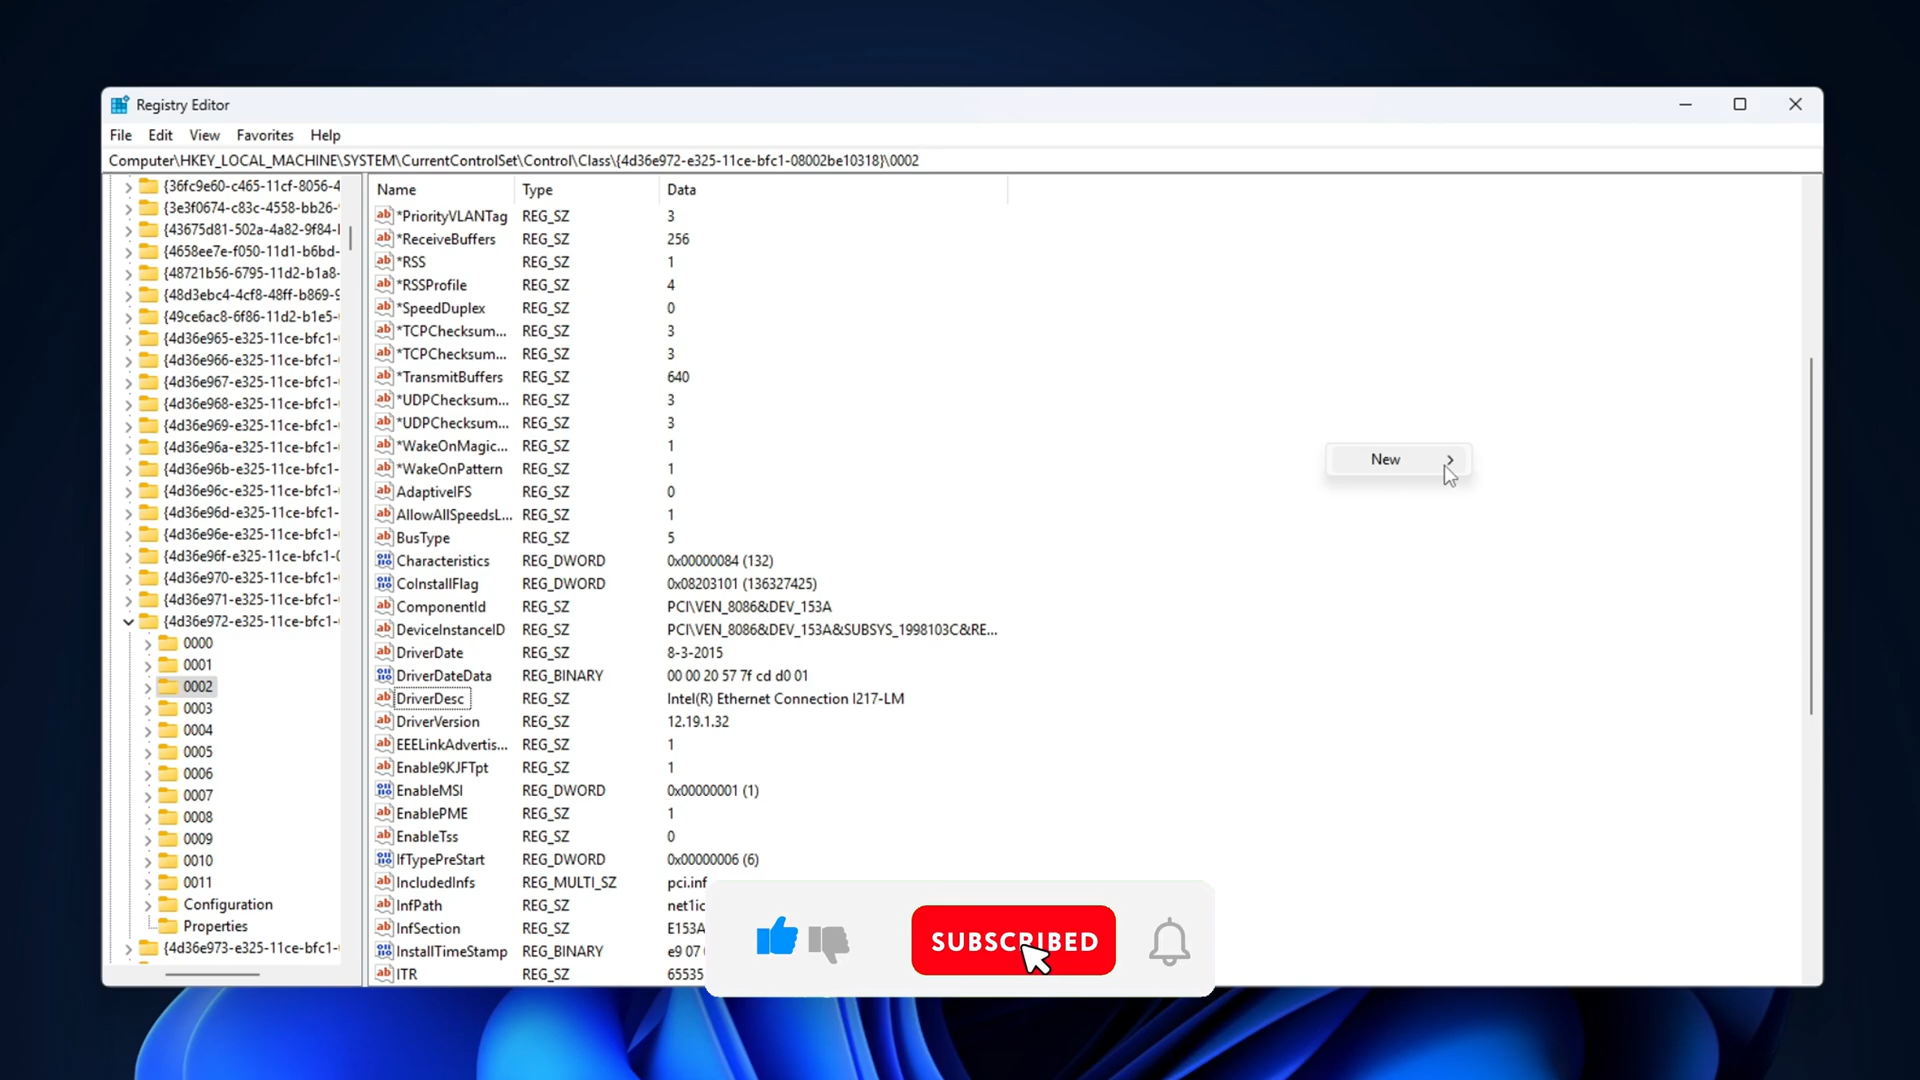 Registry Editor
File Edit View Favorites Help
Computer\HKEY_LOCAL_MACHINE\SYSTEM\CurrentControlSet\Control\Class\{4d36e972-e325-11ce-bfc1-08002be10318}\0002
{36fc9e60-c465-11cf-8056-4
{3e3f0674-c83c-4558-bb26-
{43675d81-502a-4a82-9f84-
{4658ee7e-f050-11d1-b6bd-
{48721b56-6795-11d2-b1a8-
{48d3ebc4-4cf8-48ff-b869-9
{49ce6ac8-6f86-11d2-b1e5-
{4d36e965-e325-11ce-bfc1-
{4d36e966-e325-11ce-bfc1-
{4d36e967-e325-11ce-bfc1-
{4d36e968-e325-11ce-bfc1-
{4d36e969-e325-11ce-bfc1-
{4d36e96a-e325-11ce-bfc1-
{4d36e96b-e325-11ce-bfc1-
{4d36e96c-e325-11ce-bfc1-
{4d36e96d-e325-11ce-bfc1-
{4d36e96e-e325-11ce-bfc1-
{4d36e96f-e325-11ce-bfc1-0
{4d36e970-e325-11ce-bfc1-
{4d36e971-e325-11ce-bfc1-
{4d36e972-e325-11ce-bfc1-
0000
0001
0002
0003
0004
0005
0006
0007
0008
0009
0010
0011
Configuration
Properties
{4d36e973-e325-11ce-bfc1-
Name Type Data
*PriorityVLANTag REG_SZ 3
*ReceiveBuffers REG_SZ 256
*RSS REG_SZ 1
*RSSProfile REG_SZ 4
*SpeedDuplex REG_SZ 0
*TCPChecksum... REG_SZ 3
*TCPChecksum... REG_SZ 3
*TransmitBuffers REG_SZ 640
*UDPChecksum... REG_SZ 3
*UDPChecksum... REG_SZ 3
*WakeOnMagic... REG_SZ 1
*WakeOnPattern REG_SZ 1
AdaptiveIFS REG_SZ 0
AllowAllSpeedsL... REG_SZ 1
BusType REG_SZ 5
Characteristics REG_DWORD 0x00000084 (132)
CoInstallFlag REG_DWORD 0x08203101 (136327425)
ComponentId REG_SZ PCI\VEN_8086&DEV_153A
DeviceInstanceID REG_SZ PCI\VEN_8086&DEV_153A&SUBSYS_1998103C&RE...
DriverDate REG_SZ 8-3-2015
DriverDateData REG_BINARY 00 00 20 57 7f cd d0 01
DriverDesc REG_SZ Intel(R) Ethernet Connection I217-LM
DriverVersion REG_SZ 12.19.1.32
EEELinkAdvertis... REG_SZ 1
Enable9KJFTpt REG_SZ 1
EnableMSI REG_DWORD 0x00000001 (1)
EnablePME REG_SZ 1
EnableTss REG_SZ 0
IfTypePreStart REG_DWORD 0x00000006 (6)
IncludedInfs REG_MULTI_SZ pci.inf
InfPath REG_SZ net1ic
InfSection REG_SZ E153A
InstallTimeStamp REG_BINARY e9 07
ITR REG_SZ 65535
New
SUBSCRIBED